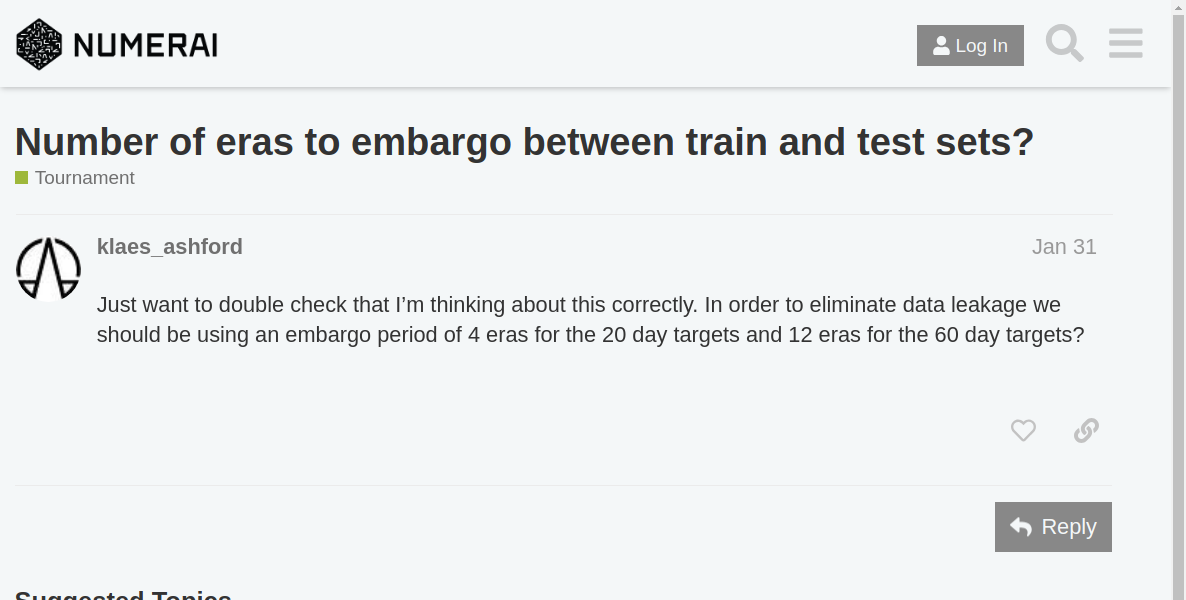 NUMERAI
Log In
Number of eras to embargo between train and test sets?
Tournament
klaes_ashford
Jan 31
Just want to double check that I’m thinking about this correctly. In order to eliminate data leakage we
should be using an embargo period of 4 eras for the 20 day targets and 12 eras for the 60 day targets?
Reply
Suggested Topics